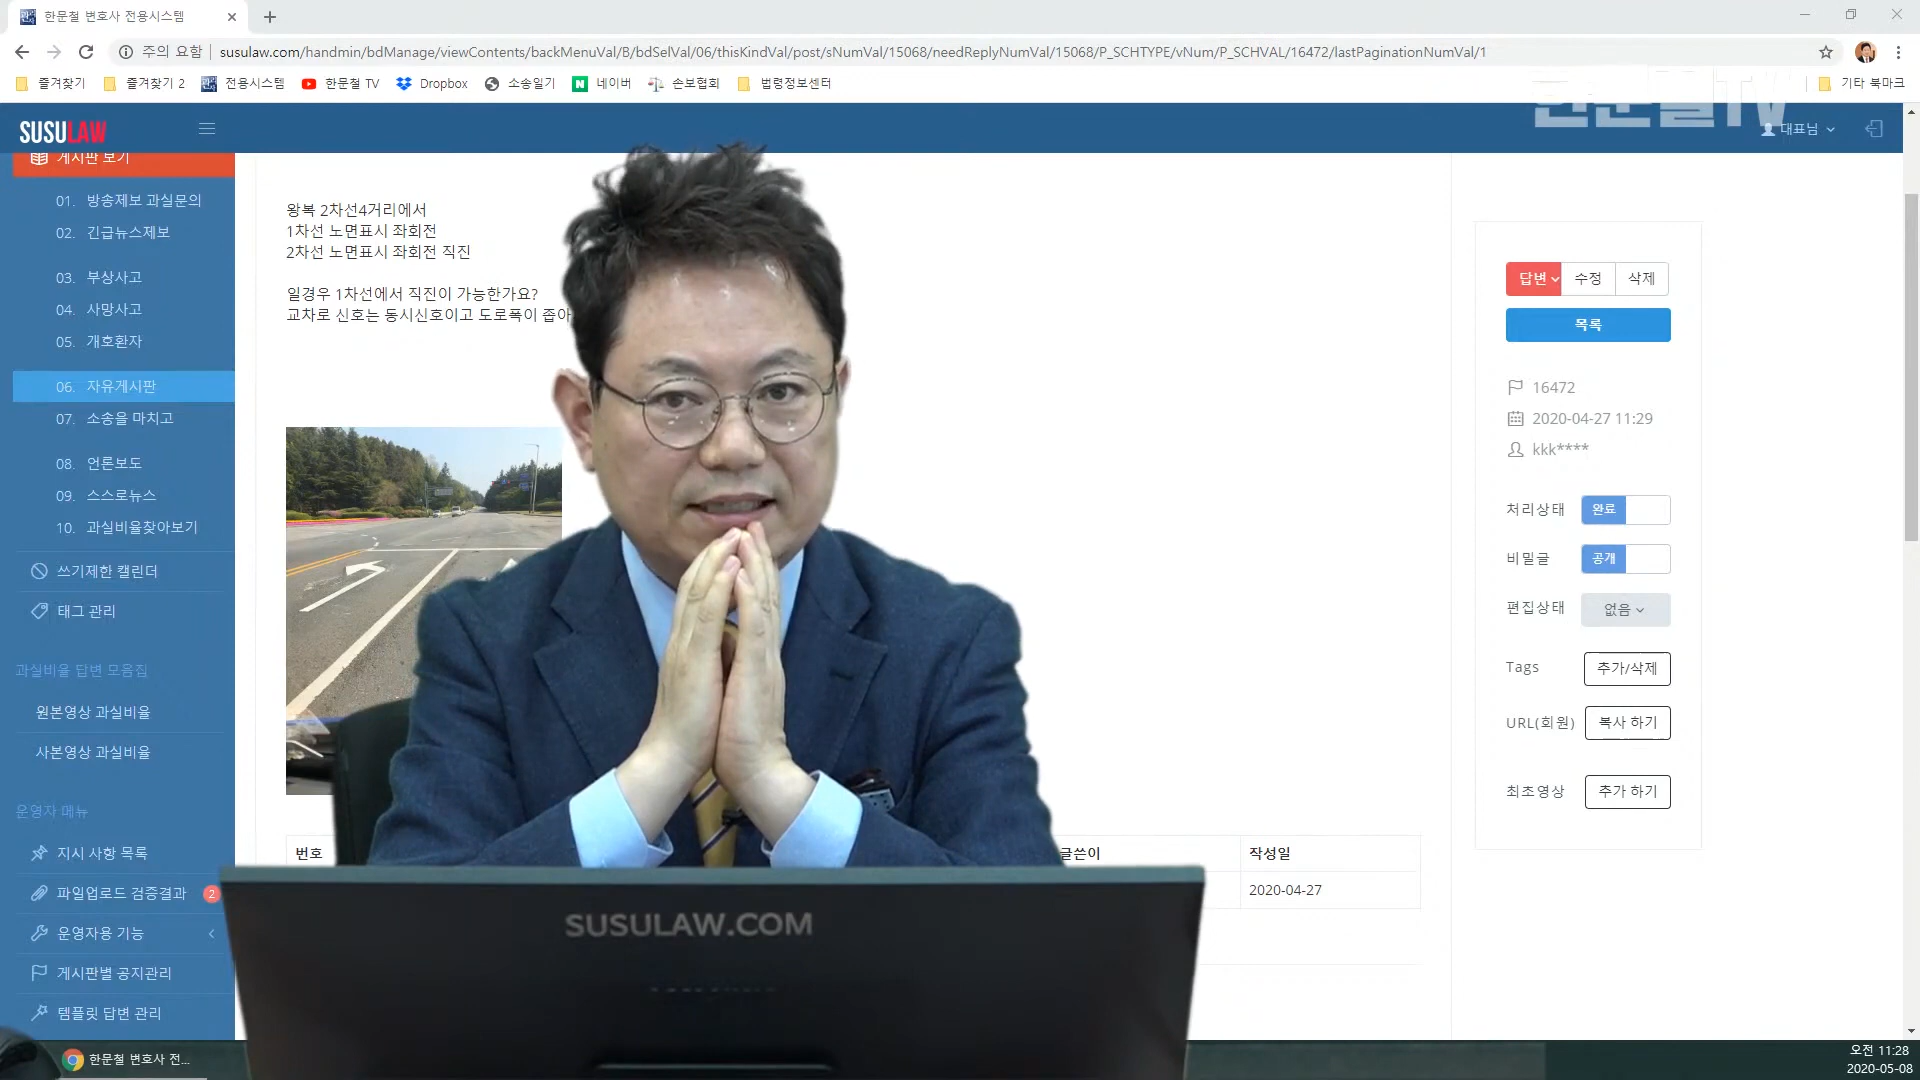 한문철 변호사 전용시스템
주의 요함
susulaw.com/handmin/bdManage/viewContents/backMenuVal/B/bdSelVal/06/thisKindVal/post/sNumVal/15068/needReplyNumVal/15068/P_SCHTYPE/vNum/P_SCHVAL/16472/lastPaginationNumVal/1
즐겨찾기 즐겨찾기 2 전용시스템 한문철 TV Dropbox 소송일기 네이버 손보협회 법령정보센터 기타 북마크
한문철TV
SUSULAW
대표님
게시판 보기
01. 방송제보 과실문의
02. 긴급뉴스제보
03. 부상사고
04. 사망사고
05. 개호환자
06. 자유게시판
07. 소송을 마치고
08. 언론보도
09. 스스로뉴스
10. 과실비율찾아보기
쓰기제한 캘린더
태그 관리
과실비율 답변 모음집
원본영상 과실비율
사본영상 과실비율
운영자 메뉴
지시 사항 목록
파일업로드 검증결과 2
운영자용 기능
게시판별 공지관리
템플릿 답변 관리
왕복 2차선4거리에서
1차선 노면표시 좌회전
2차선 노면표시 좌회전 직진
일경우 1차선에서 직진이 가능한가요?
교차로 신호는 동시신호이고 도로폭이 좁아
번호 글쓴이 작성일
2020-04-27
답변 수정 삭제
목록
16472
2020-04-27 11:29
kkk****
처리상태 완료
비밀글 공개
편집상태 없음
Tags 추가/삭제
URL(회원) 복사 하기
최초영상 추가 하기
SUSULAW.COM
한문철 변호사 전...
오전 11:28
2020-05-08